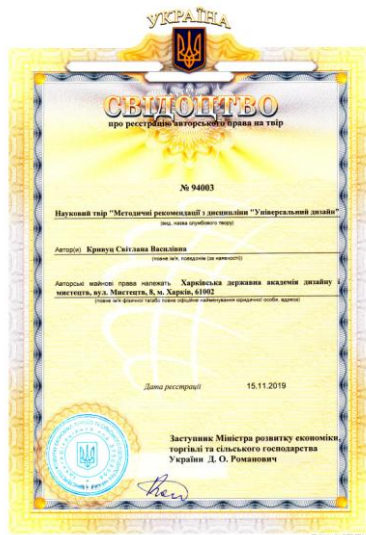 УКРАЇНА
СВІДОЦТВО
про реєстрацію авторського права на твір
№ 94003
Науковий твір "Методичні рекомендації з дисципліни "Універсальний дизайн"
(вид, назва службового твору)
Автор(и) Кривуц Світлана Василівна
(повне ім'я, псевдонім (за наявності))
Авторські майнові права належать Харківська державна академія дизайну і
мистецтв, вул. Мистецтв, 8, м. Харків, 61002
(повне ім'я фізичної та/або повне офіційне найменування юридичної особи, адреса)
Дата реєстрації 15.11.2019
Заступник Міністра розвитку економіки,
торгівлі та сільського господарства
України Д. О. Романович